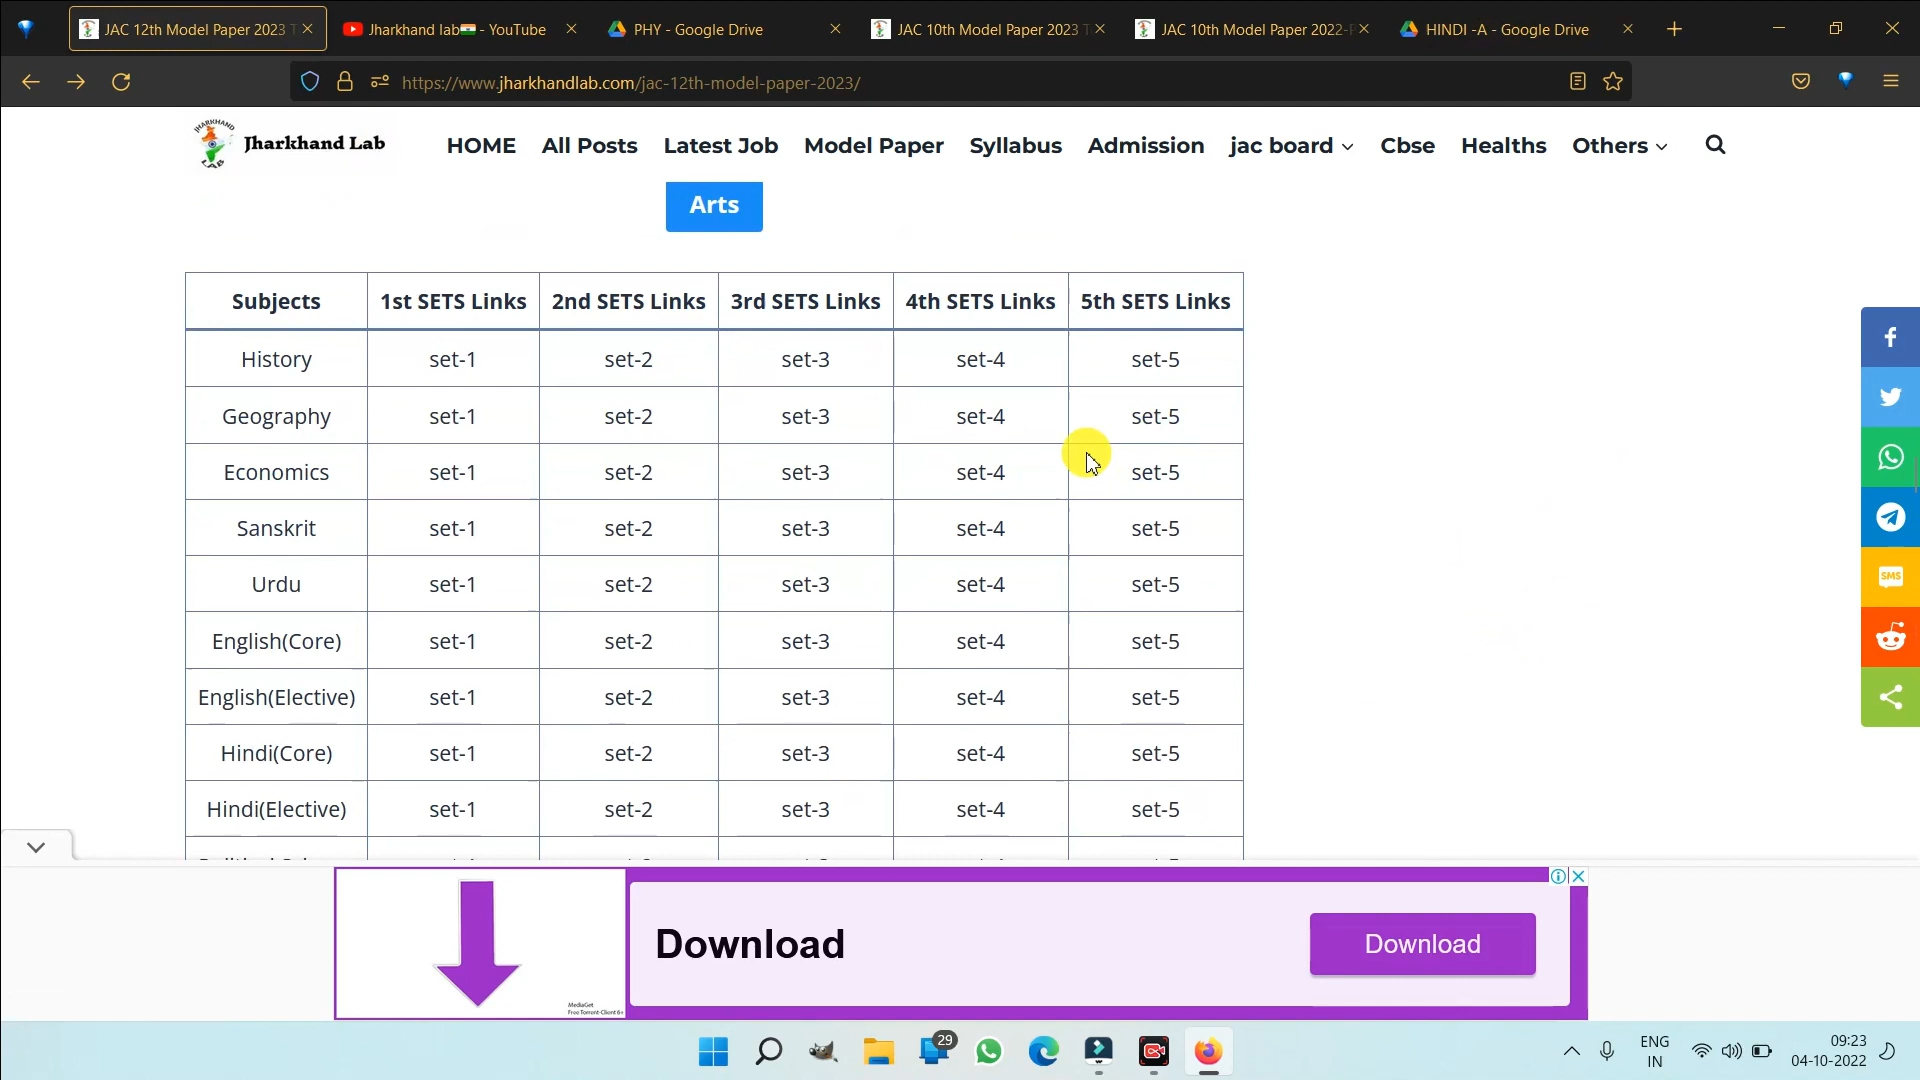 JAC 12th Model Paper 2023 T
Jharkhand lab🇮🇳 - YouTube
PHY - Google Drive
JAC 10th Model Paper 2023 T
JAC 10th Model Paper 2022-P
HINDI -A - Google Drive
https://www.jharkhandlab.com/jac-12th-model-paper-2023/
JHARKHAND LAB
Jharkhand Lab
HOME All Posts Latest Job Model Paper Syllabus Admission jac board Cbse Healths Others
Arts
Subjects 1st SETS Links 2nd SETS Links 3rd SETS Links 4th SETS Links 5th SETS Links
History set-1 set-2 set-3 set-4 set-5
Geography set-1 set-2 set-3 set-4 set-5
Economics set-1 set-2 set-3 set-4 set-5
Sanskrit set-1 set-2 set-3 set-4 set-5
Urdu set-1 set-2 set-3 set-4 set-5
English(Core) set-1 set-2 set-3 set-4 set-5
English(Elective) set-1 set-2 set-3 set-4 set-5
Hindi(Core) set-1 set-2 set-3 set-4 set-5
Hindi(Elective) set-1 set-2 set-3 set-4 set-5
SMS
MediaGet
Free Torrent-Client 6+
Download
Download
29
ENG
IN
09:23
04-10-2022